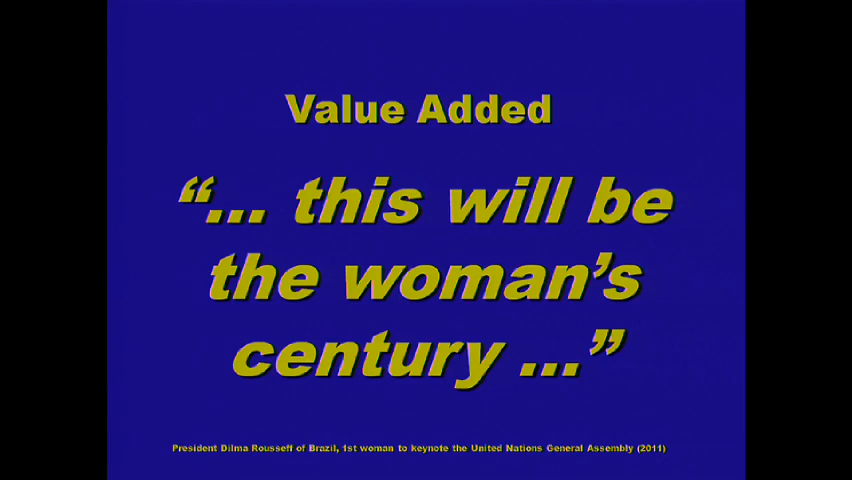 Value Added
“... this will be
the woman’s
century ...”
President Dilma Rousseff of Brazil, 1st woman to keynote the United Nations General Assembly (2011)